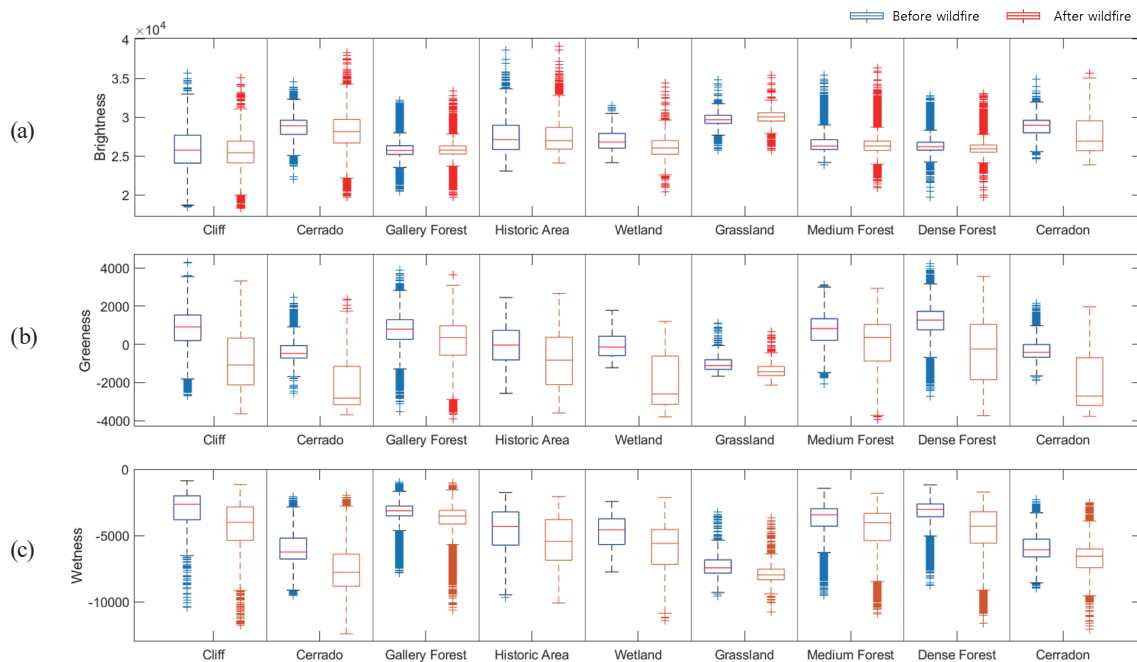 Before wildfire After wildfire
×10⁴
(a)
Brightness
4
3.5
3
2.5
2
Cliff Cerrado Gallery Forest Historic Area Wetland Grassland Medium Forest Dense Forest Cerradon
(b)
Greeness
4000
2000
0
-2000
-4000
Cliff Cerrado Gallery Forest Historic Area Wetland Grassland Medium Forest Dense Forest Cerradon
(c)
Wetness
0
-5000
-10000
Cliff Cerrado Gallery Forest Historic Area Wetland Grassland Medium Forest Dense Forest Cerradon